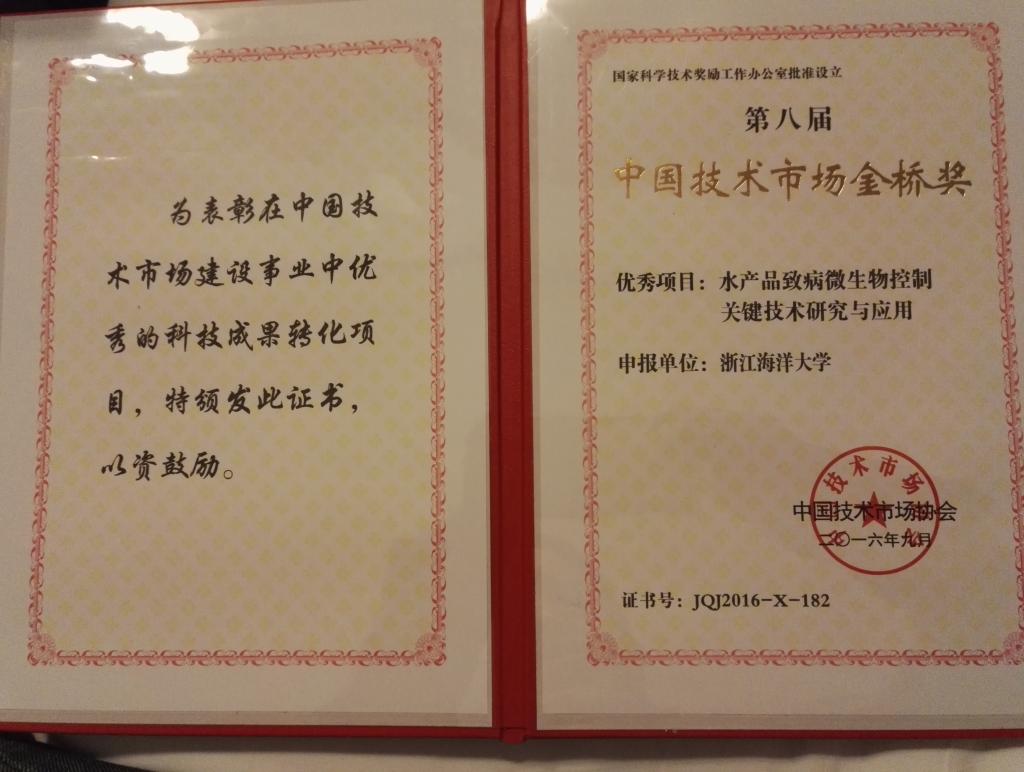 为表彰在中国技
术市场建设事业中优
秀的科技成果转化项
目，特颁发此证书，
以资鼓励。
国家科学技术奖励工作办公室批准设立
第八届
中国技术市场金桥奖
优秀项目：水产品致病微生物控制
关键技术研究与应用
申报单位：浙江海洋大学
技术市场
中国技术市场协会
二〇一六年九月
证书号：JQJ2016-X-182